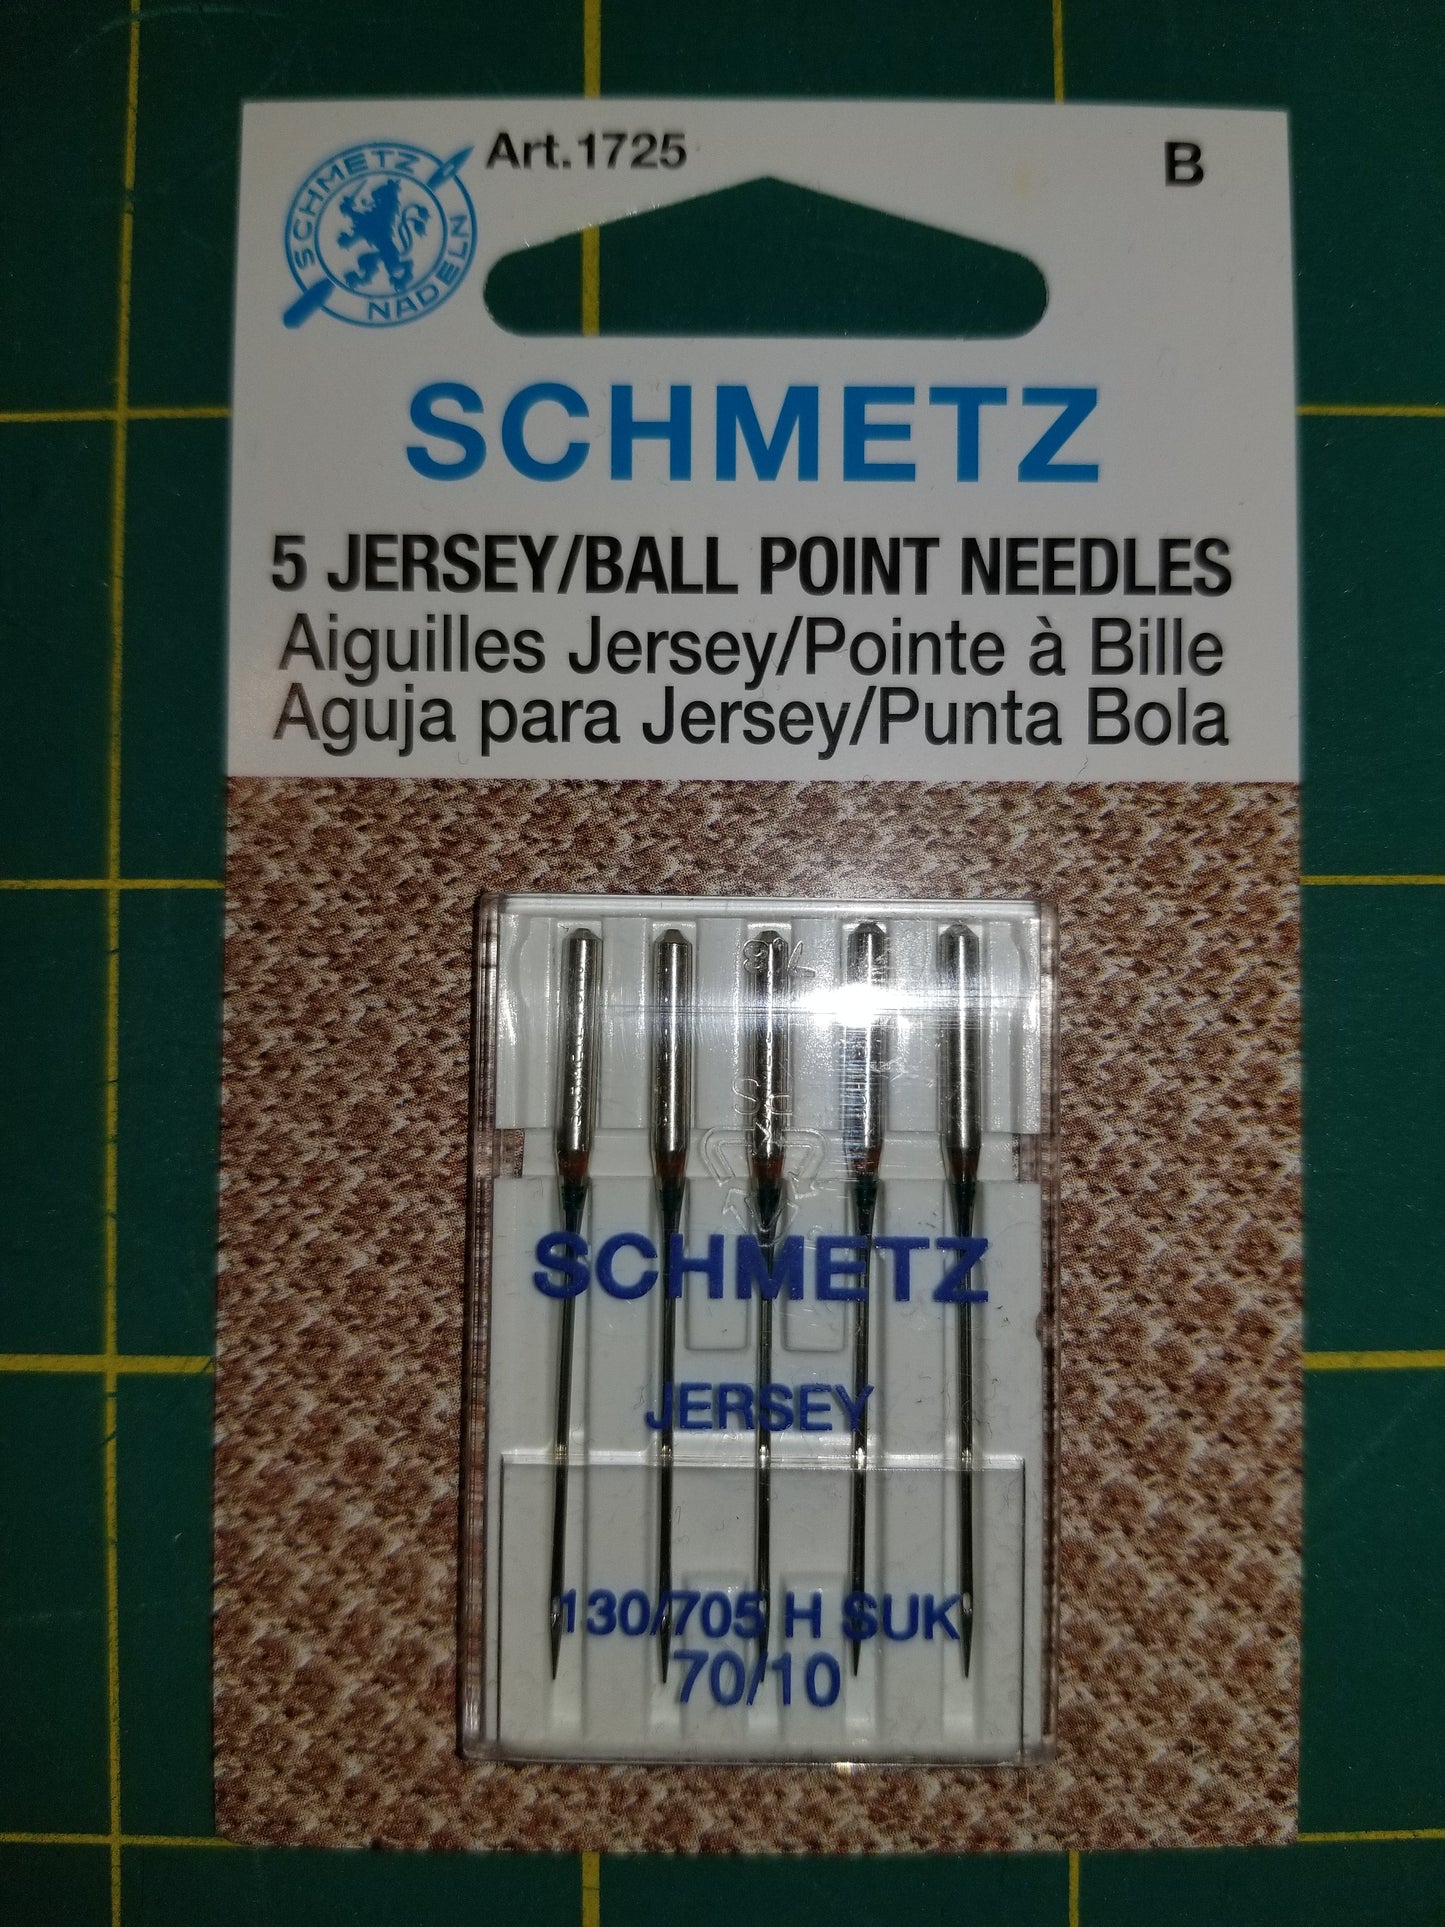 Art.1725
B
SCHMETZ
NADELN
SCHMETZ
5 JERSEY/BALL POINT NEEDLES
Aiguilles Jersey/Pointe à Bille
Aguja para Jersey/Punta Bola
PS
SCHMETZ
JERSEY
130/705 H SUK
70/10